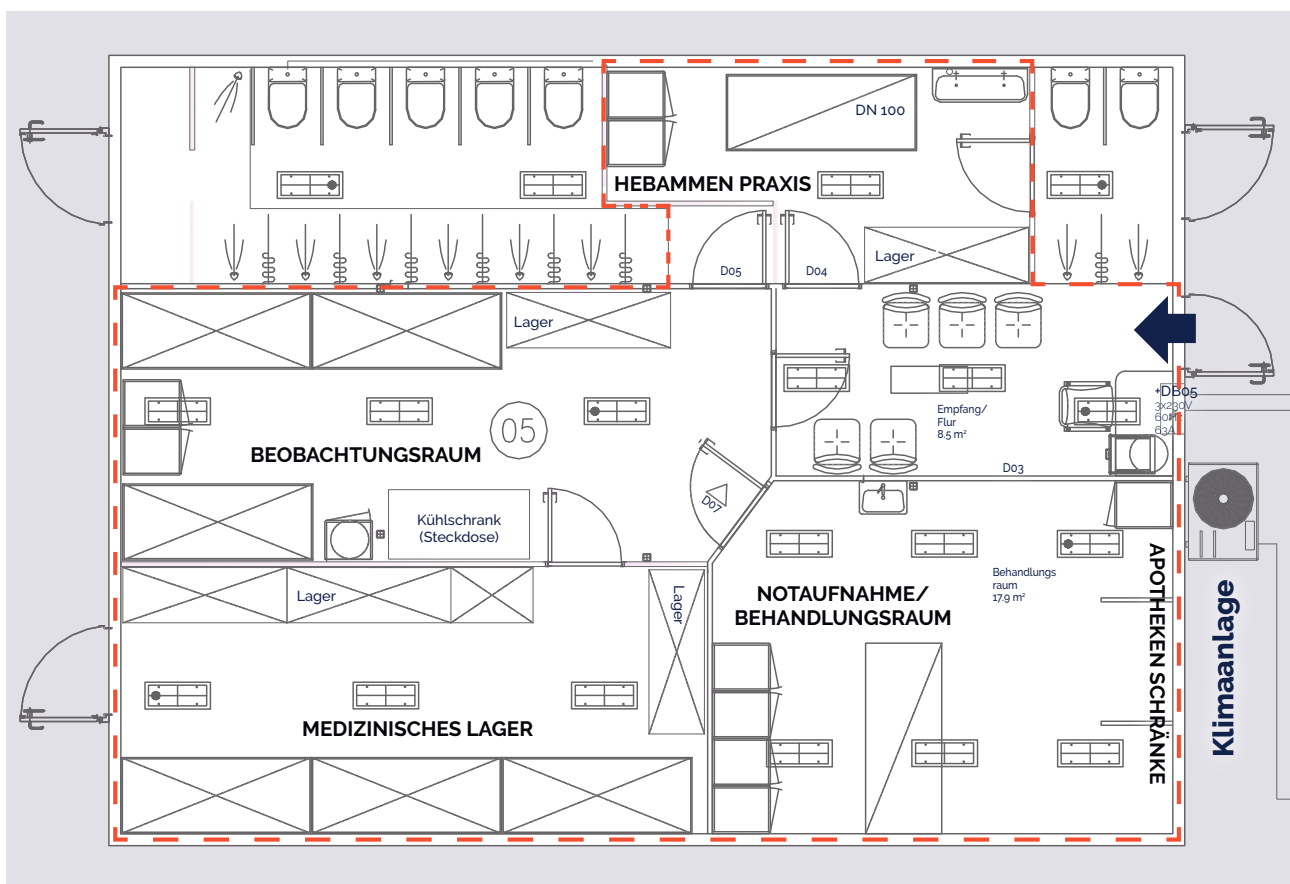 DN 100
HEBAMMEN PRAXIS
Lager
D05
D04
Lager
+DB05
3x230V
60Hz
63A
Empfang/
Flur
8.5 m²
05
BEOBACHTUNGSRAUM
D03
D07
Kühlschrank
(Steckdose)
Lager
Lager
Behandlungs
raum
17.9 m²
NOTAUFNAHME/
BEHANDLUNGSRAUM
APOTHEKEN SCHRÄNKE
Klimaanlage
MEDIZINISCHES LAGER